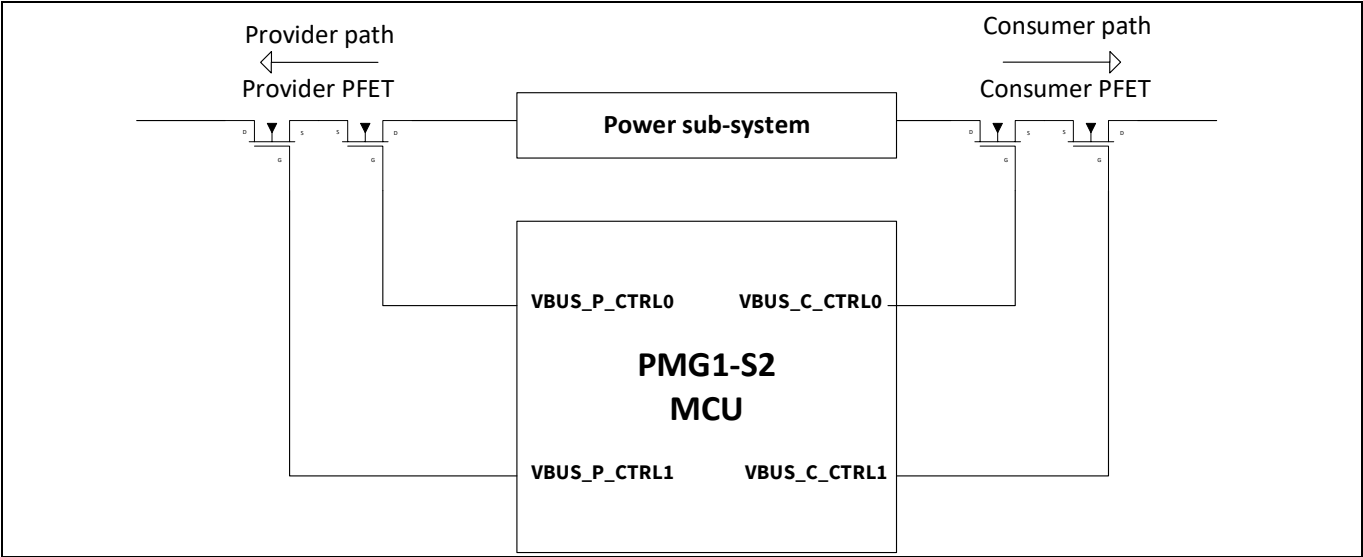 Provider path
Consumer path
Provider PFET
Consumer PFET
D
S
S
D
G
G
Power sub-system
D
S
S
D
G
G
VBUS_P_CTRL0
VBUS_C_CTRL0
PMG1-S2
MCU
VBUS_P_CTRL1
VBUS_C_CTRL1